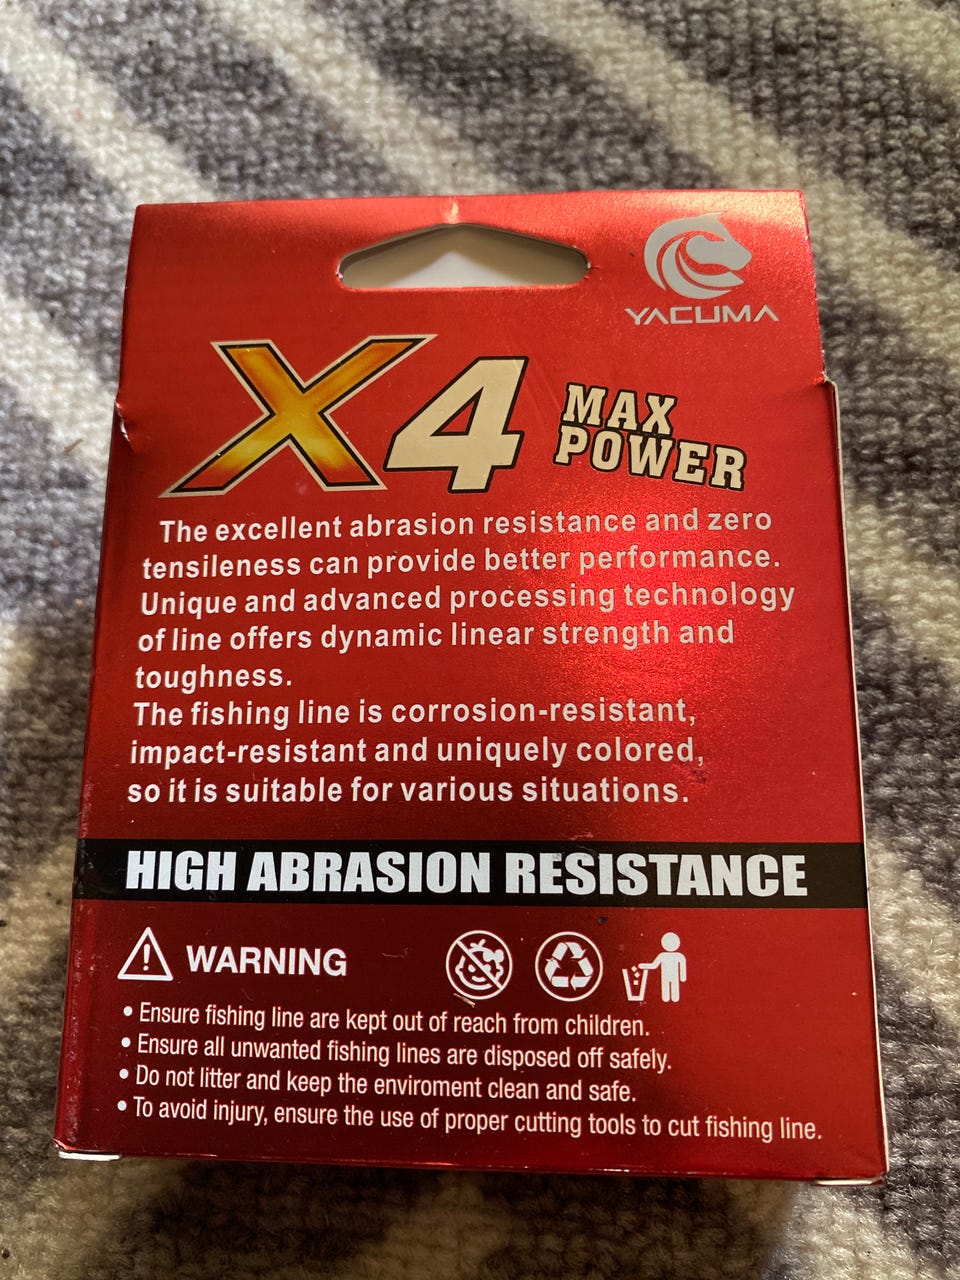 YACUMA
X4 MAX
POWER
The excellent abrasion resistance and zero
tensileness can provide better performance.
Unique and advanced processing technology
of line offers dynamic linear strength and
toughness.
The fishing line is corrosion-resistant,
impact-resistant and uniquely colored,
so it is suitable for various situations.
HIGH ABRASION RESISTANCE
WARNING
• Ensure fishing line are kept out of reach from children.
• Ensure all unwanted fishing lines are disposed off safely.
• Do not litter and keep the enviroment clean and safe.
• To avoid injury, ensure the use of proper cutting tools to cut fishing line.